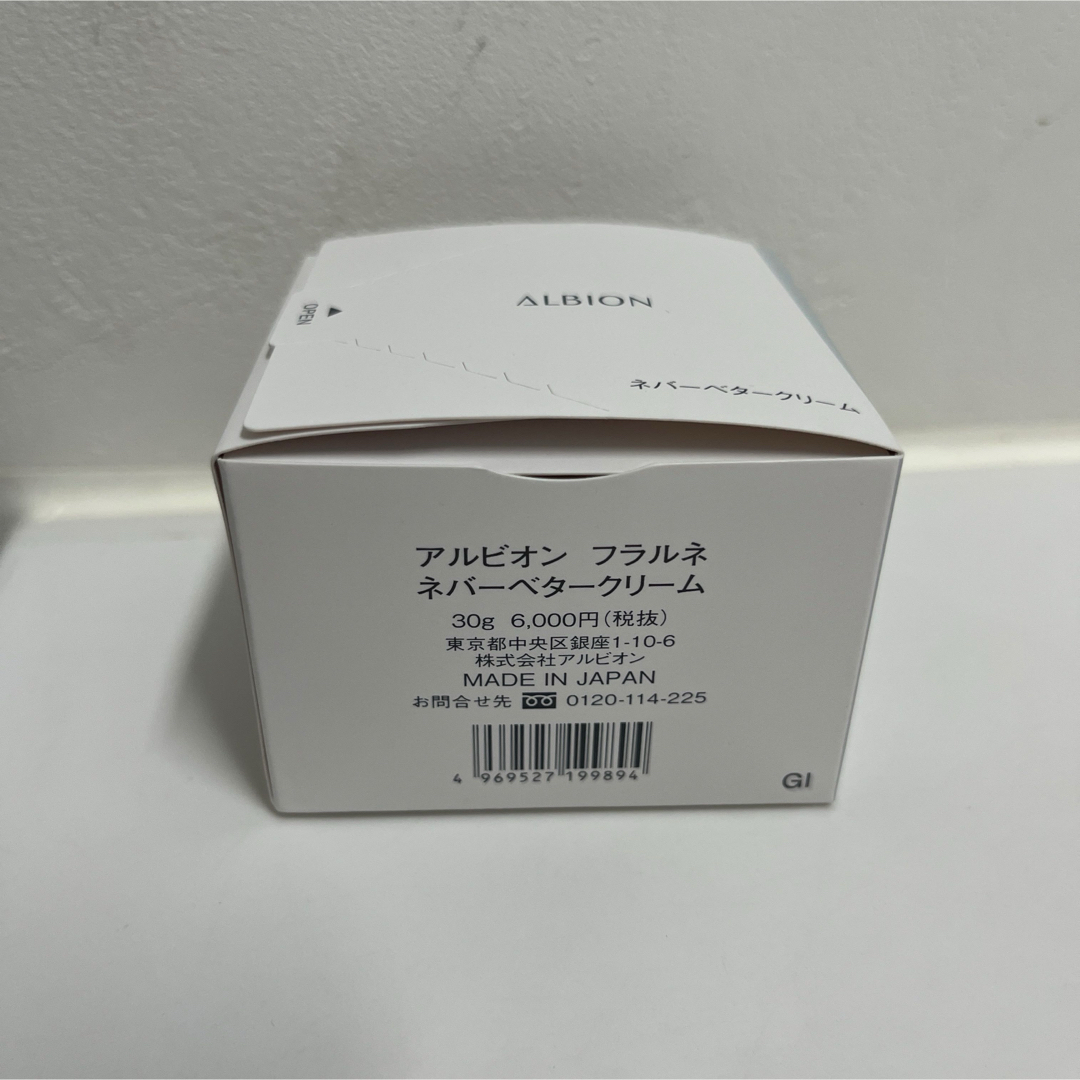 OPEN
ALBION
ネバーベタークリーム
アルビオン フラルネ
ネバーベタークリーム
30g 6,000円(税抜)
東京都中央区銀座1-10-6
株式会社アルビオン
MADE IN JAPAN
お問合せ先 0120-114-225
4 969527 199894
GI